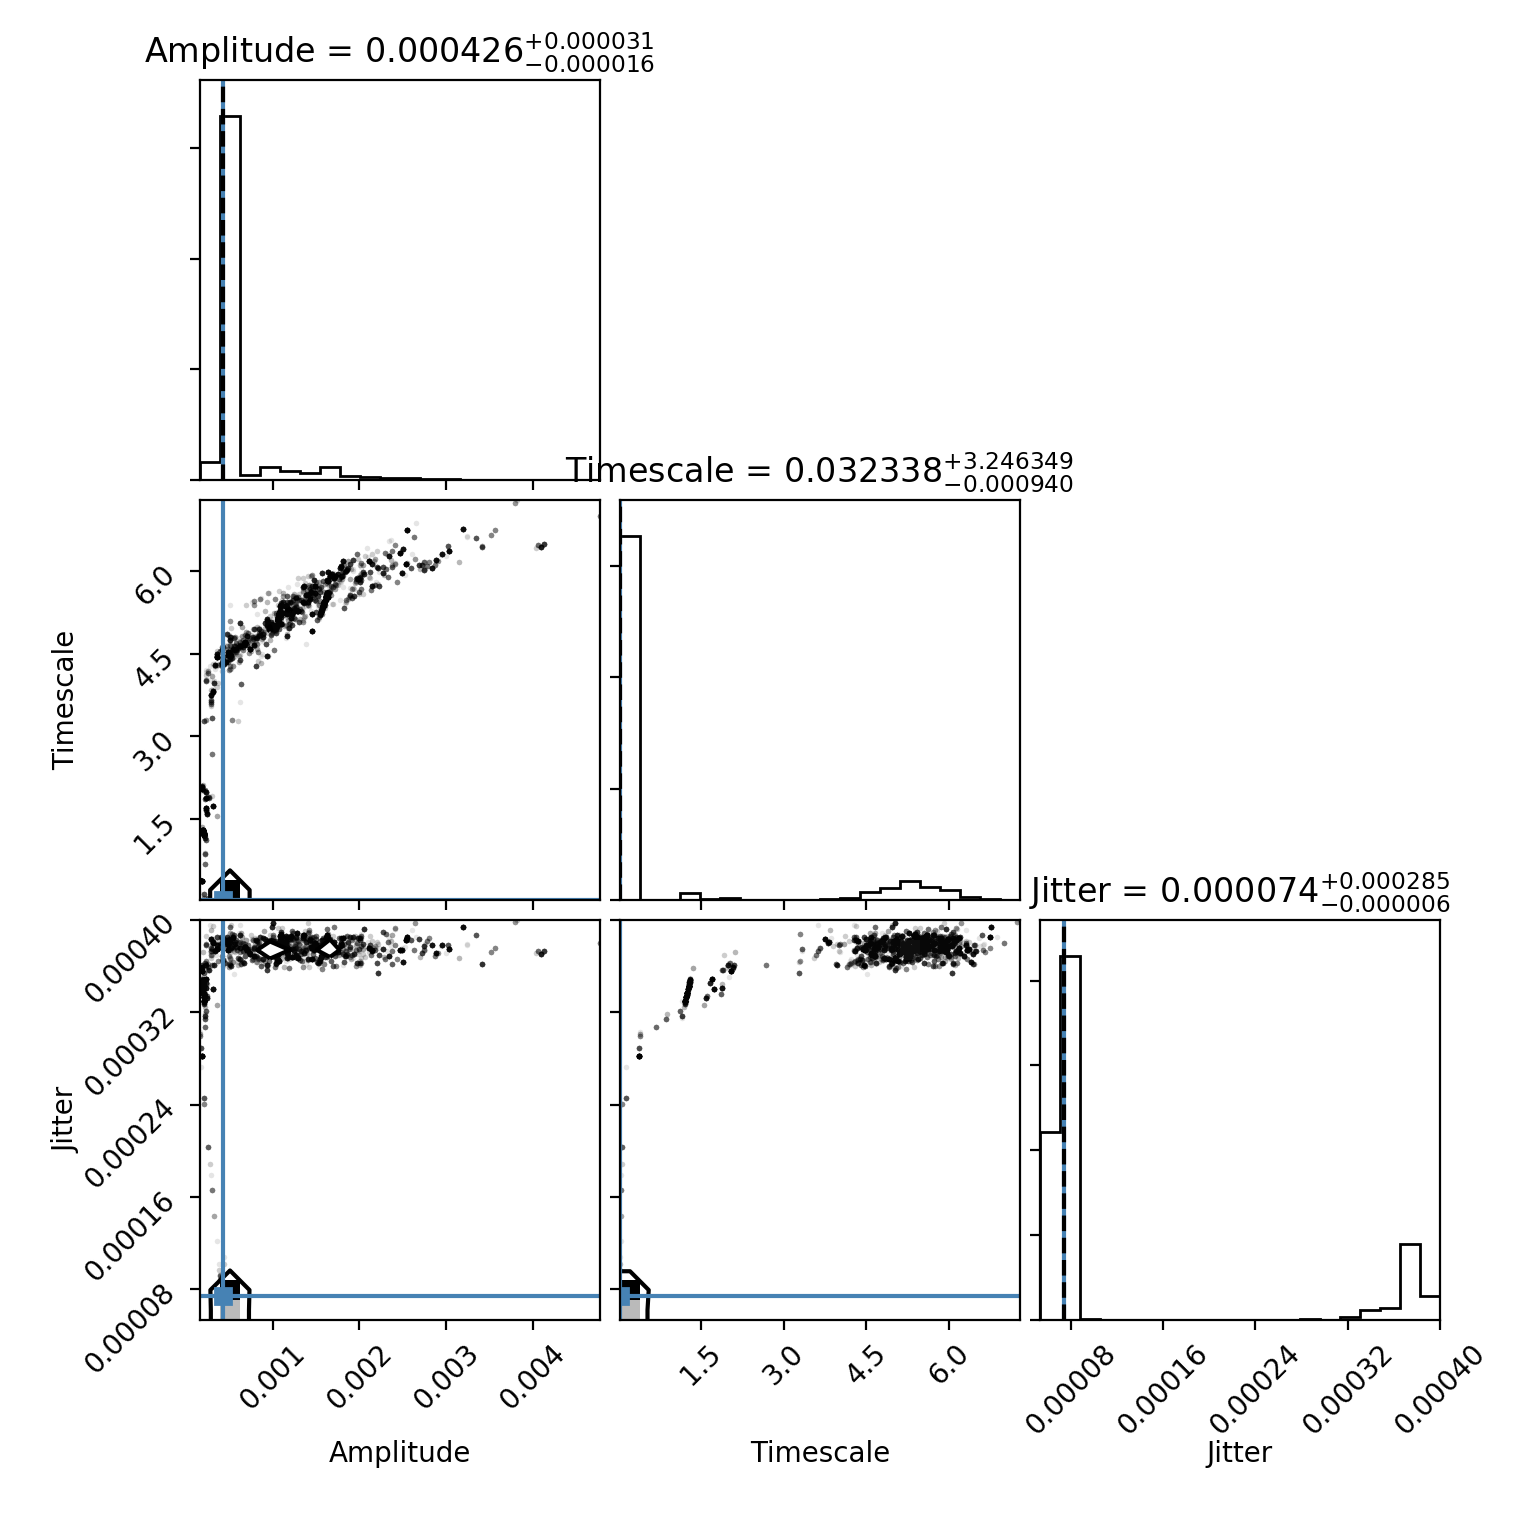 Amplitude = 0.000426 +0.000031 −0.000016
Timescale = 0.032338 +3.246349 −0.000940
6.0
4.5
3.0
1.5
Timescale
Jitter = 0.000074 +0.000285 −0.000006
0.00040
0.00032
0.00024
0.00016
0.00008
Jitter
0.001 0.002 0.003 0.004
1.5 3.0 4.5 6.0
0.00008 0.00016 0.00024 0.00032 0.00040
Amplitude
Timescale
Jitter